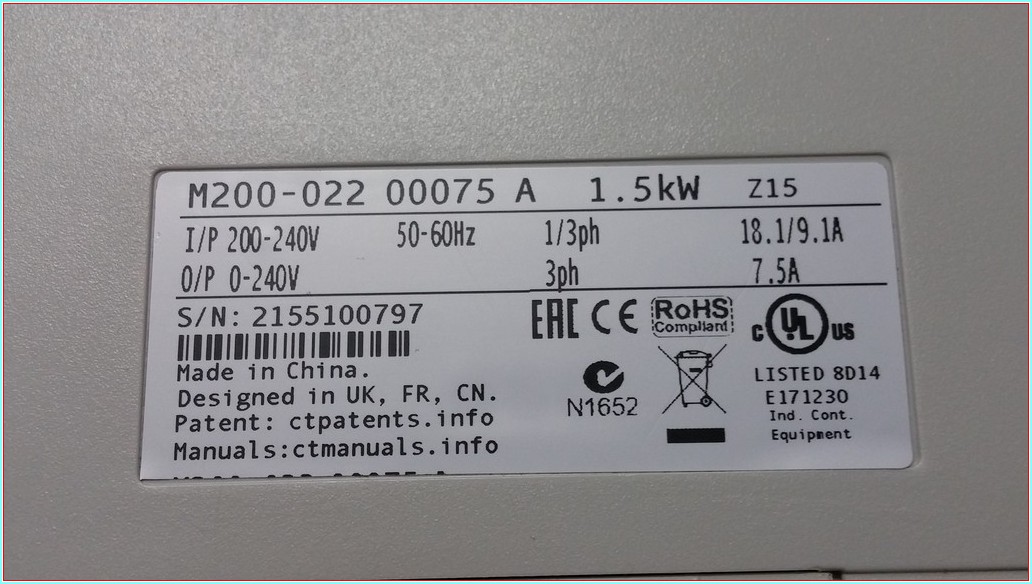 M200-022 00075 A 1.5kW Z15
I/P 200-240V 50-60Hz 1/3ph 18.1/9.1A
O/P 0-240V 3ph 7.5A
S/N: 2155100797
EAC CE RoHS
Compliant
C UL US
Made in China.
Designed in UK, FR, CN.
Patent: ctpatents.info
Manuals:ctmanuals.info
N1652
LISTED 8D14
E171230
Ind. Cont.
Equipment